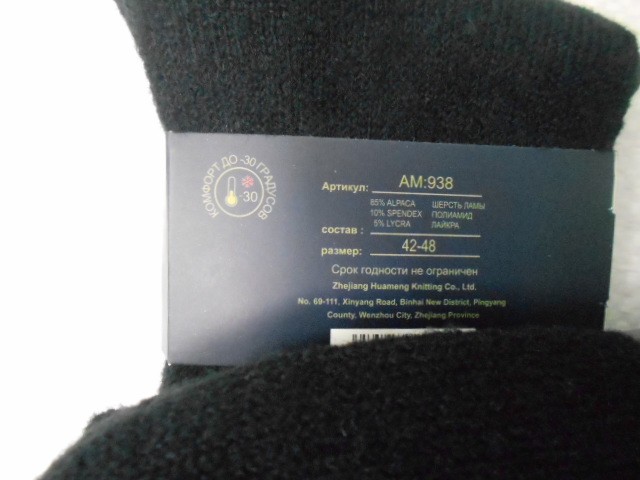 КОМФОРТ ДО -30 ГРАДУСОВ
-30
Артикул: AM:938
85% ALPACA ШЕРСТЬ ЛАМЫ
10% SPENDEX ПОЛИАМИД
5% LYCRA ЛАЙКРА
состав :
размер: 42-48
Срок годности не ограничен
Zhejiang Huameng Knitting Co., Ltd.
No. 69-111, Xinyang Road, Binhai New District, Pingyang
County, Wenzhou City, Zhejiang Province